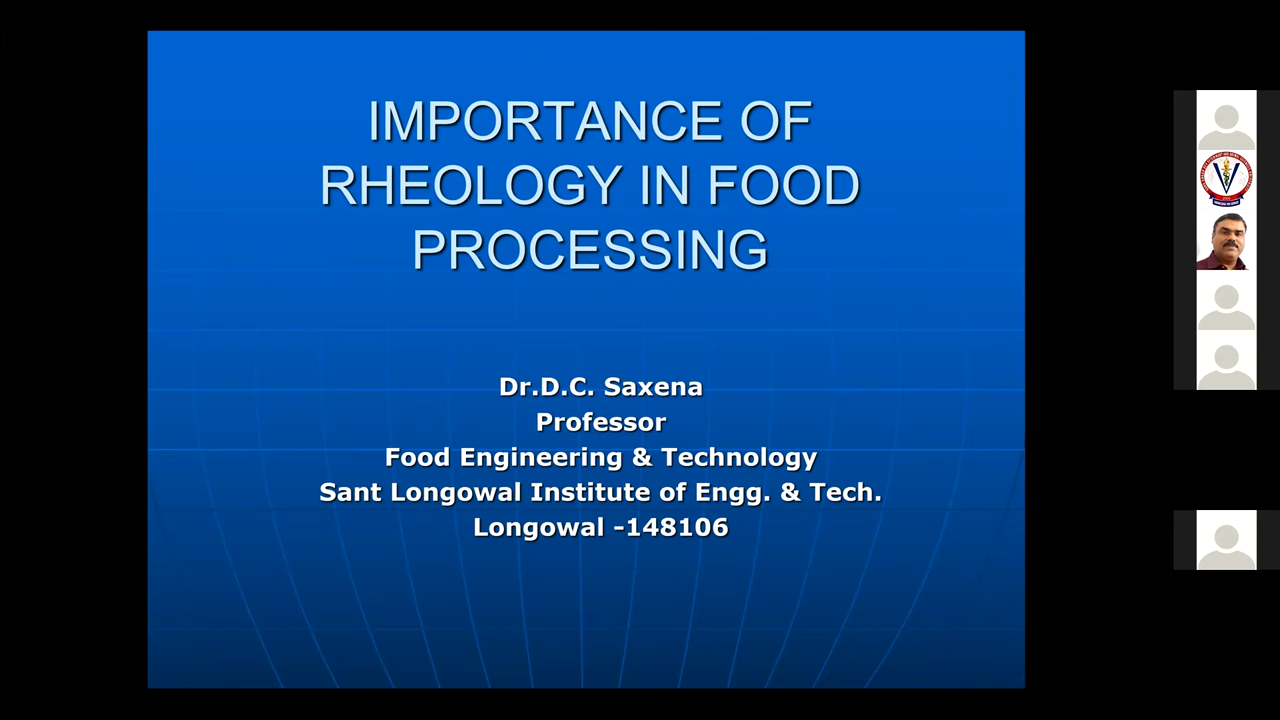 IMPORTANCE OF
RHEOLOGY IN FOOD
PROCESSING
Dr.D.C. Saxena
Professor
Food Engineering & Technology
Sant Longowal Institute of Engg. & Tech.
Longowal -148106
V